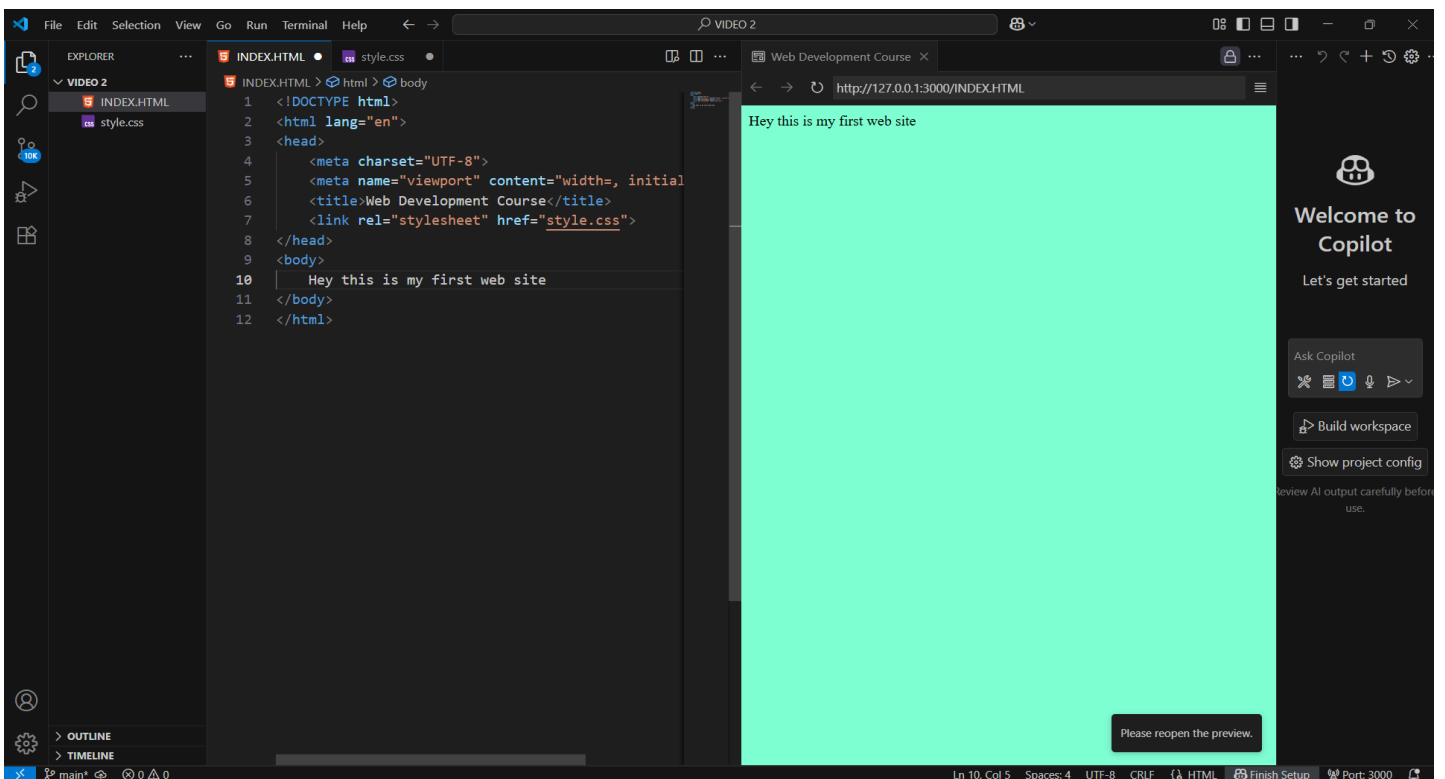 File Edit Selection View Go Run Terminal Help
VIDEO 2
EXPLORER
VIDEO 2
INDEX.HTML
style.css
2
10K
OUTLINE
TIMELINE
INDEX.HTML
style.css
INDEX.HTML > html > body
1 <!DOCTYPE html>
2 <html lang="en">
3 <head>
4 <meta charset="UTF-8">
5 <meta name="viewport" content="width=, initial
6 <title>Web Development Course</title>
7 <link rel="stylesheet" href="style.css">
8 </head>
9 <body>
10 Hey this is my first web site
11 </body>
12 </html>
Web Development Course
http://127.0.0.1:3000/INDEX.HTML
Hey this is my first web site
Please reopen the preview.
Welcome to
Copilot
Let's get started
Ask Copilot
Build workspace
Show project config
Review AI output carefully before
use.
main* 0 0 Ln 10, Col 5 Spaces: 4 UTF-8 CRLF HTML Finish Setup Port: 3000